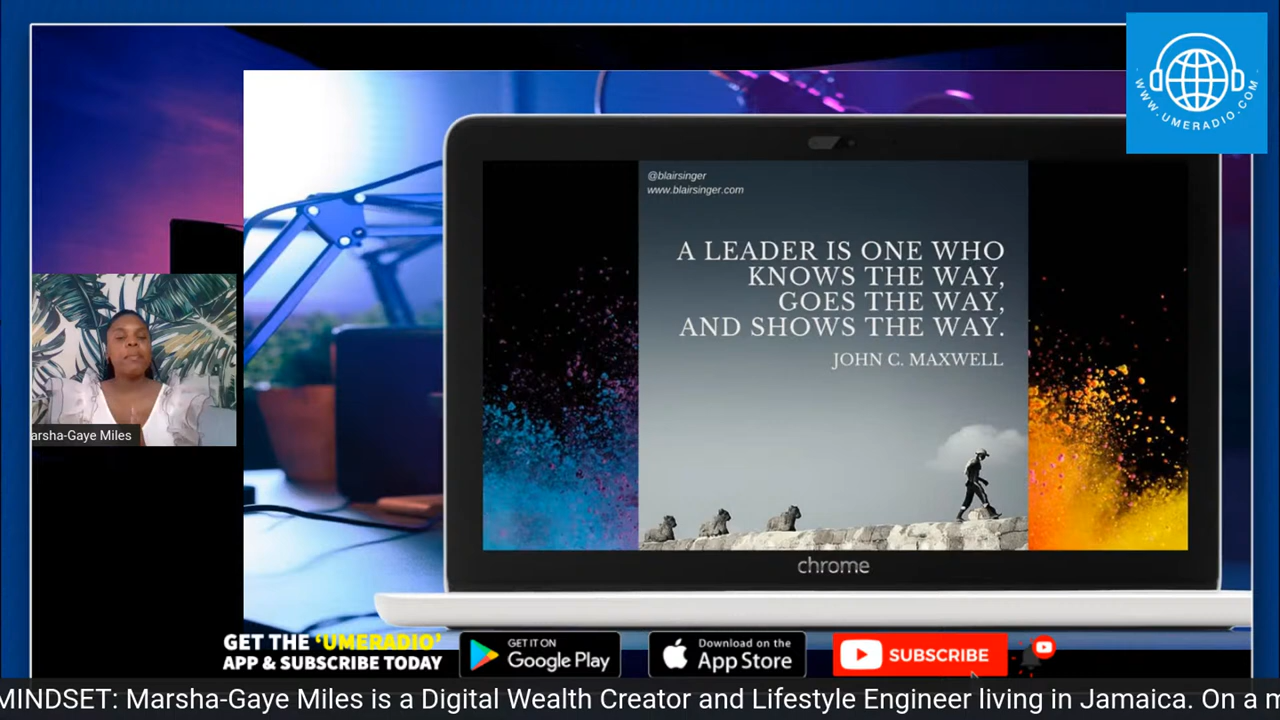 WWW.UMERADIO.COM
@blairsinger
www.blairsinger.com
A LEADER IS ONE WHO
KNOWS THE WAY,
GOES THE WAY,
AND SHOWS THE WAY.
JOHN C. MAXWELL
arsha-Gaye Miles
chrome
GET THE ‘UMERADIO’
APP & SUBSCRIBE TODAY
GET IT ON
Google Play
Download on the
App Store
SUBSCRIBE
MINDSET: Marsha-Gaye Miles is a Digital Wealth Creator and Lifestyle Engineer living in Jamaica. On a m